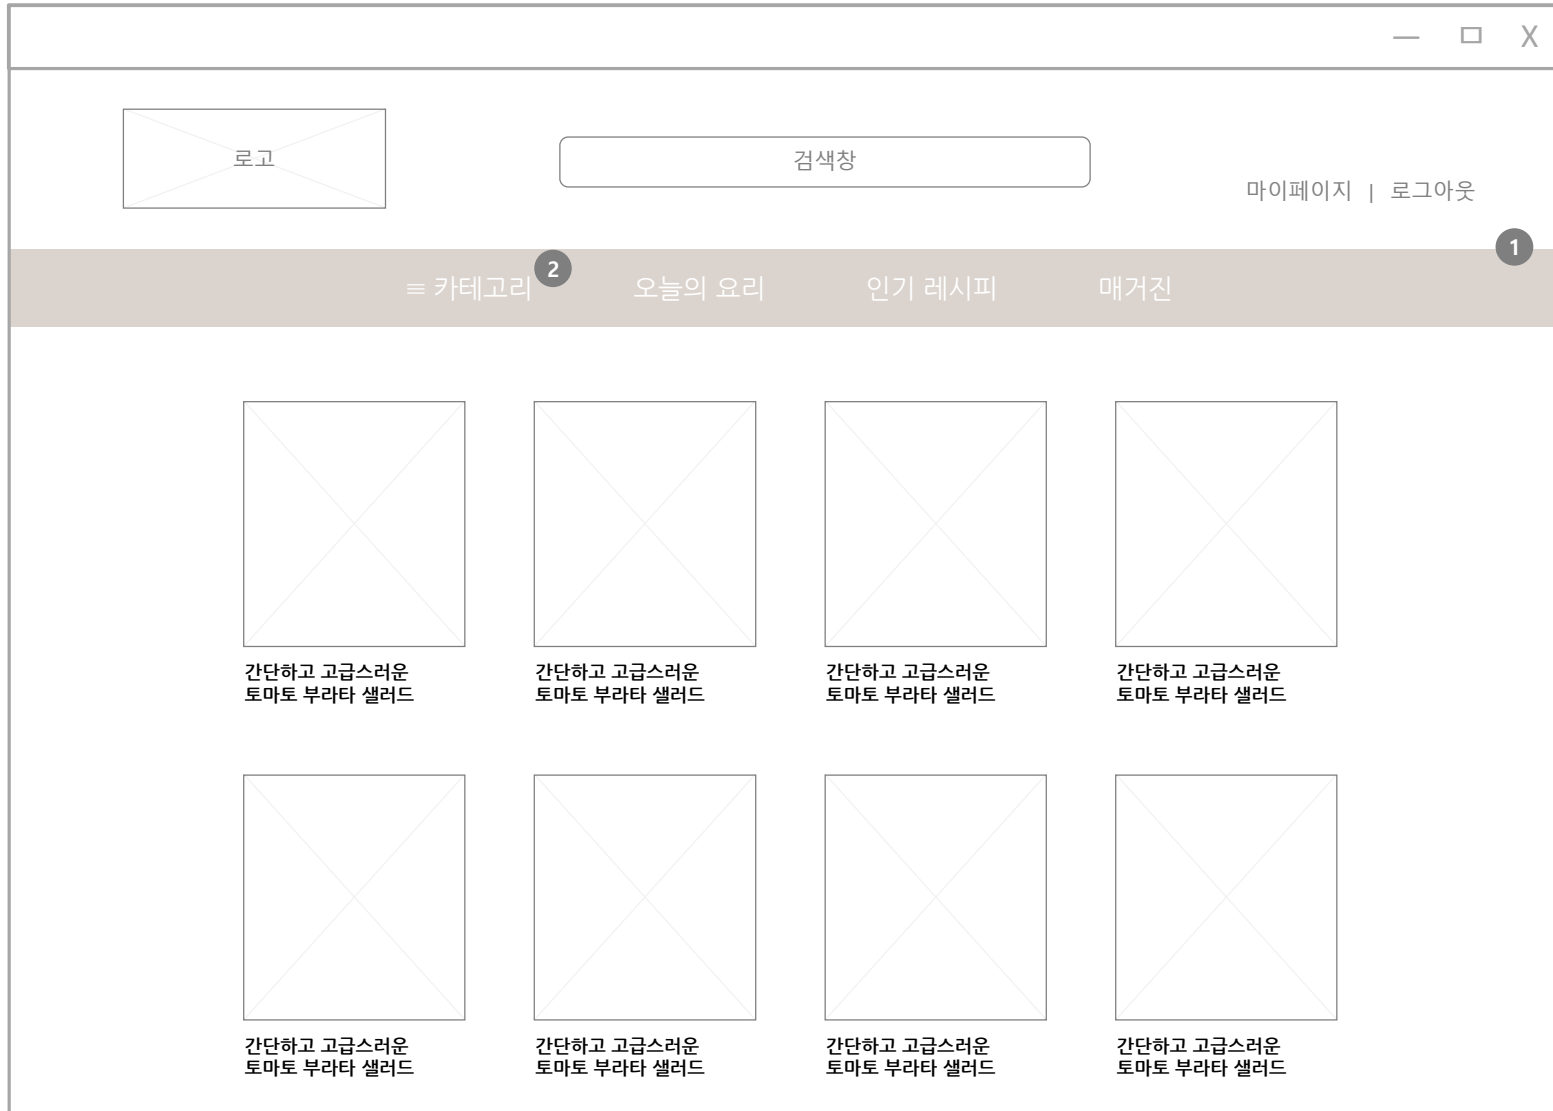 X
로고
검색창
마이페이지 | 로그아웃
1
≡ 카테고리 2 오늘의 요리 인기 레시피 매거진
간단하고 고급스러운 간단하고 고급스러운 간단하고 고급스러운 간단하고 고급스러운
토마토 부라타 샐러드 토마토 부라타 샐러드 토마토 부라타 샐러드 토마토 부라타 샐러드
간단하고 고급스러운 간단하고 고급스러운 간단하고 고급스러운 간단하고 고급스러운
토마토 부라타 샐러드 토마토 부라타 샐러드 토마토 부라타 샐러드 토마토 부라타 샐러드